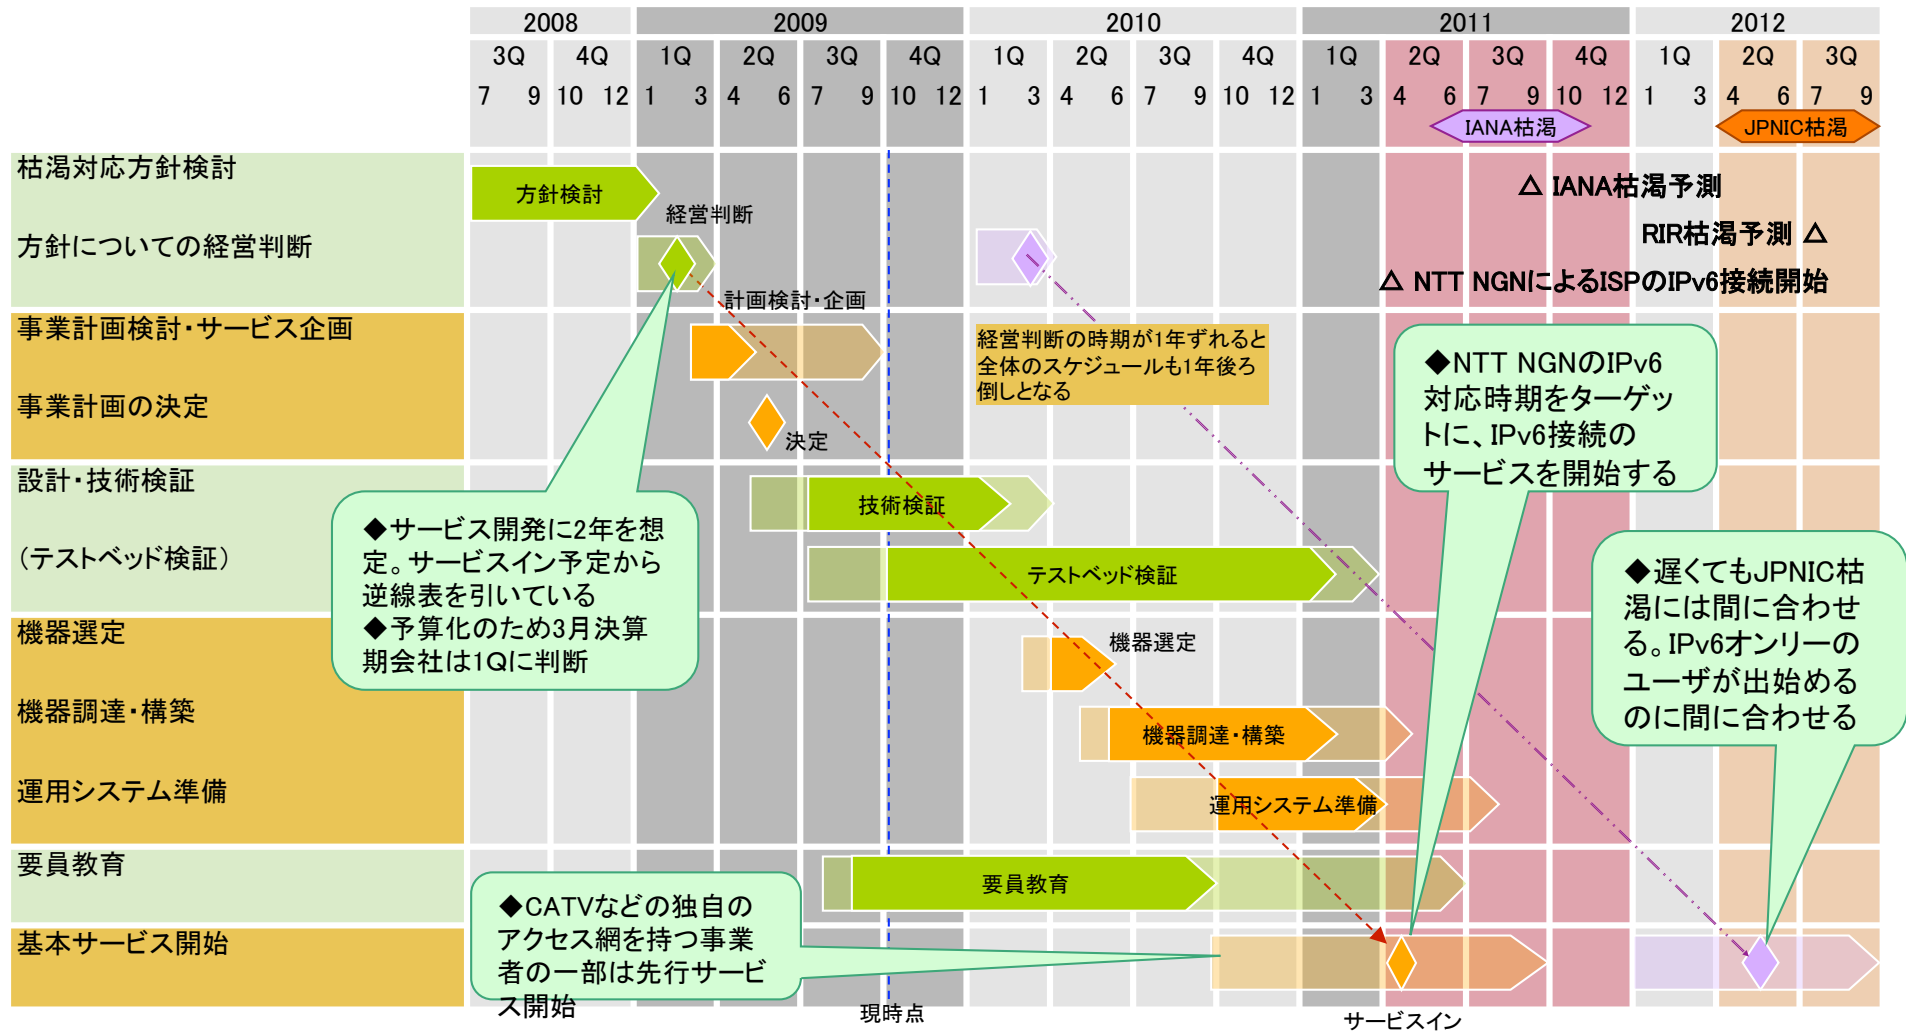 2008 2009 2010 2011 2012
3Q 4Q 1Q 2Q 3Q 4Q 1Q 2Q 3Q 4Q 1Q 2Q 3Q 4Q 1Q 2Q 3Q
7 9 10 12 1 3 4 6 7 9 10 12 1 3 4 6 7 9 10 12 1 3 4 6 7 9 10 12 1 3 4 6 7 9
IANA枯渇
JPNIC枯渇
枯渇対応方針検討
方針検討
△ IANA枯渇予測
経営判断
方針についての経営判断
RIR枯渇予測 △
△ NTT NGNによるISPのIPv6接続開始
計画検討・企画
事業計画検討・サービス企画
経営判断の時期が1年ずれると
全体のスケジュールも1年後ろ
倒しとなる
◆NTT NGNのIPv6
対応時期をターゲッ
トに、IPv6接続の
サービスを開始する
事業計画の決定
決定
設計・技術検証
技術検証
(テストベッド検証)
テストベッド検証
◆サービス開発に2年を想
定。サービスイン予定から
逆線表を引いている
◆予算化のため3月決算
期会社は1Qに判断
◆遅くてもJPNIC枯
渇には間に合わせ
る。IPv6オンリーの
ユーザが出始める
のに間に合わせる
機器選定
機器選定
機器調達・構築
機器調達・構築
運用システム準備
運用システム準備
要員教育
要員教育
◆CATVなどの独自の
アクセス網を持つ事業
者の一部は先行サービ
ス開始
基本サービス開始
現時点
サービスイン